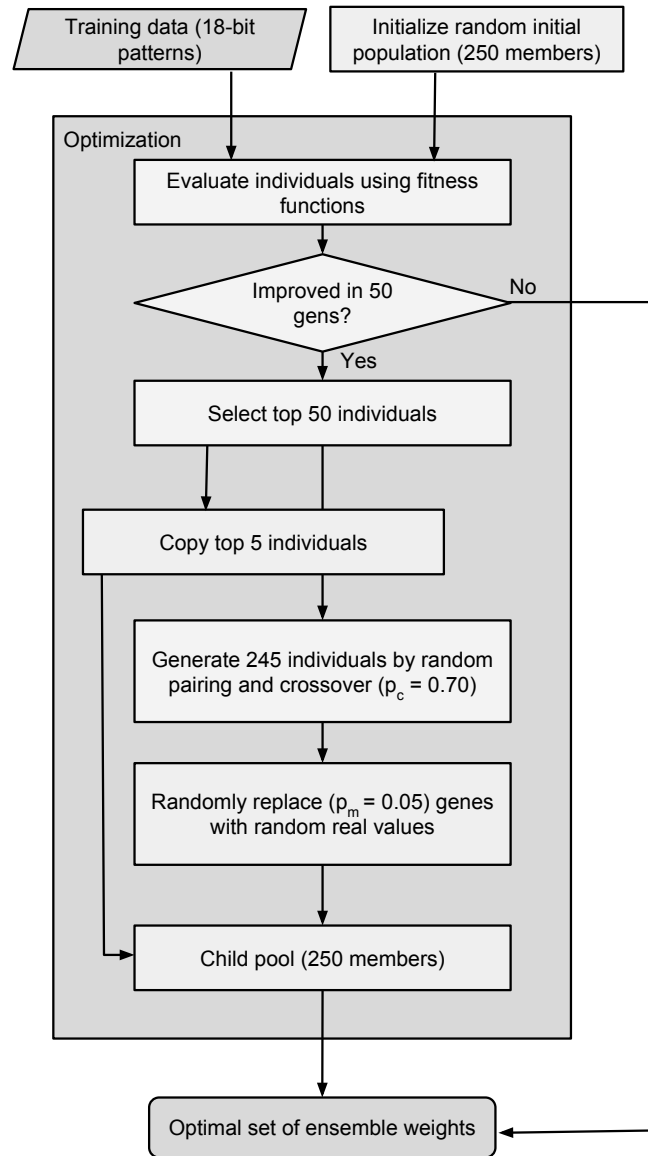 Training data (18-bit
patterns)
Initialize random initial
population (250 members)
Optimization
Evaluate individuals using fitness
functions
Improved in 50
gens?
No
Yes
Select top 50 individuals
Copy top 5 individuals
Generate 245 individuals by random
pairing and crossover (pc = 0.70)
Randomly replace (pm = 0.05) genes
with random real values
Child pool (250 members)
Optimal set of ensemble weights